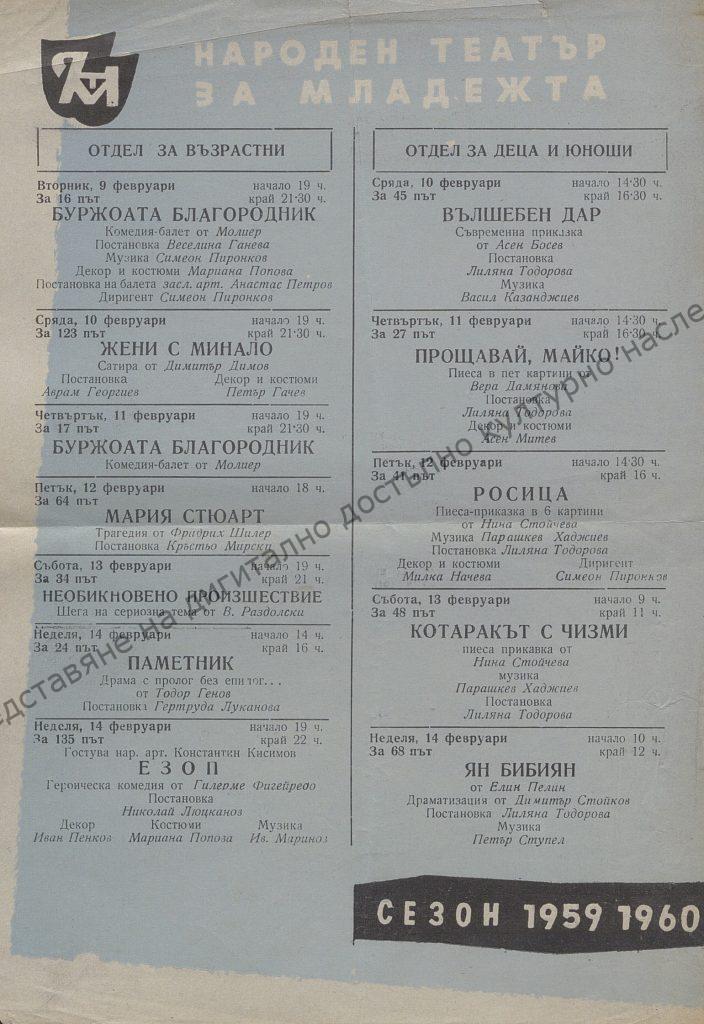 НТМ
НАРОДЕН ТЕАТЪР
ЗА МЛАДЕЖТА
ОТДЕЛ ЗА ВЪЗРАСТНИ
Вторник, 9 февруари начало 19 ч.
За 16 път край 21·30 ч.
БУРЖОАТА БЛАГОРОДНИК
Комедия-балет от Молиер
Постановка Веселина Ганева
Музика Симеон Пиронков
Декор и костюми Мариана Попова
Постановка на балета засл. арт. Анастас Петров
Диригент Симеон Пиронков
Сряда, 10 февруари начало 19 ч.
За 123 път край 21·30 ч.
ЖЕНИ С МИНАЛО
Сатира от Димитър Димов
Постановка Декор и костюми
Аврам Георгиев Петър Гачев
Четвъртък, 11 февруари начало 19 ч.
За 17 път край 21·30 ч.
БУРЖОАТА БЛАГОРОДНИК
Комедия-балет от Молиер
Петък, 12 февруари начало 18 ч.
За 64 път
МАРИЯ СТЮАРТ
Трагедия от Фридрих Шилер
Постановка Кръстьо Мирски
Събота, 13 февруари начало 19 ч.
За 34 път край 21 ч.
НЕОБИКНОВЕНО ПРОИЗШЕСТВИЕ
Шега на сериозна тема от В. Раздолски
Неделя, 14 февруари начало 14 ч.
За 24 път край 16 ч.
ПАМЕТНИК
Драма с пролог без епилог...
от Тодор Генов
Постановка Гертруда Луканова
Неделя, 14 февруари начало 19 ч.
За 135 път край 22 ч.
Гостува нар. арт. Константин Кисимов
ЕЗОП
Героическа комедия от Гилерме Фигейредо
Постановка
Николай Люцканов
Декор Костюми Музика
Иван Пенков Мариана Попоза Ив. Мариноз
ОТДЕЛ ЗА ДЕЦА И ЮНОШИ
Сряда, 10 февруари начало 14·30 ч.
За 45 път край 16·30 ч.
ВЪЛШЕБЕН ДАР
Съвременна приказка
от Асен Босев
Постановка
Лиляна Тодорова
Музика
Васил Казанджиев
Четвъртък, 11 февруари начало 14·30 ч.
За 27 път край 16·30 ч.
ПРОЩАВАЙ, МАЙКО!
Пиеса в пет картини от
Вера Дамянова
Постановка
Лиляна Тодорова
Декор и костюми
Асен Митев
Петък, 12 февруари начало 14·30 ч.
За 41 път край 16 ч.
РОСИЦА
Пиеса-приказка в 6 картини
от Нина Стойчева
Музика Парашкев Хаджиев
Постановка Лиляна Тодорова
Декор и костюми Диригент
Милка Начева Симеон Пиронков
Събота, 13 февруари начало 9 ч.
За 48 път край 11 ч.
КОТАРАКЪТ С ЧИЗМИ
пиеса прикавка от
Нина Стойчева
музика
Парашкев Хаджиев
Постановка
Лиляна Тодорова
Неделя, 14 февруари начало 10 ч.
За 68 път край 12 ч.
ЯН БИБИЯН
от Елин Пелин
Драматизация от Димитър Стойков
Постановка Лиляна Тодорова
Музика
Петър Ступел
СЕЗОН 1959 1960
едставяне на дигитално достъпно културно насле